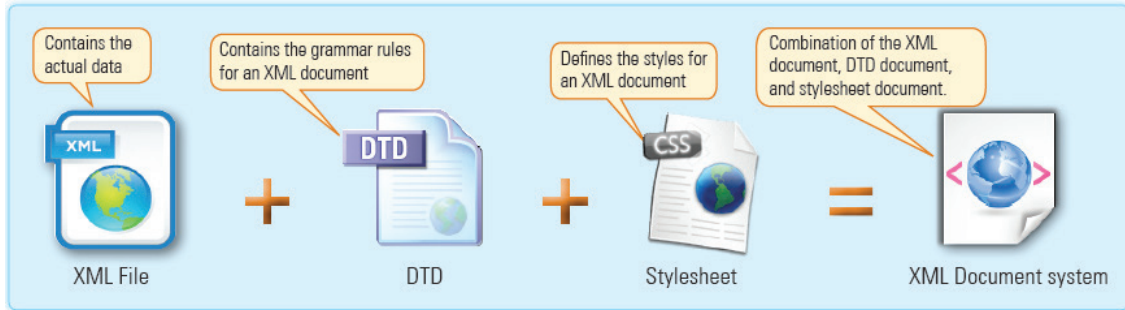 Contains the
actual data
Contains the grammar rules
for an XML document
Defines the styles for
an XML document
Combination of the XML
document, DTD document,
and stylesheet document.
XML
DTD
CSS
< >
+
+
=
XML File
DTD
Stylesheet
XML Document system